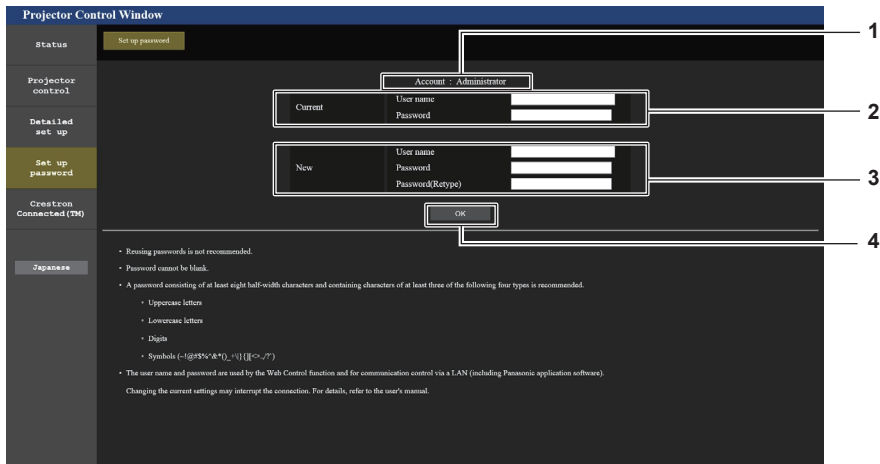 Projector Control Window
Status
Set up password
1
Account : Administrator
Projector
control
Current
User name
Password
2
Detailed
set up
Set up
password
New
User name
Password
Password(Retype)
3
Crestron
Connected(TM)
OK
4
Japanese
• Reusing passwords is not recommended.
• Password cannot be blank.
• A password consisting of at least eight half-width characters and containing characters of at least three of the following four types is recommended.
• Uppercase letters
• Lowercase letters
• Digits
• Symbols (~!@#$%^&*()_+\|}{][<>../?`)
• The user name and password are used by the Web Control function and for communication control via a LAN (including Panasonic application software).
Changing the current settings may interrupt the connection. For details, refer to the user's manual.